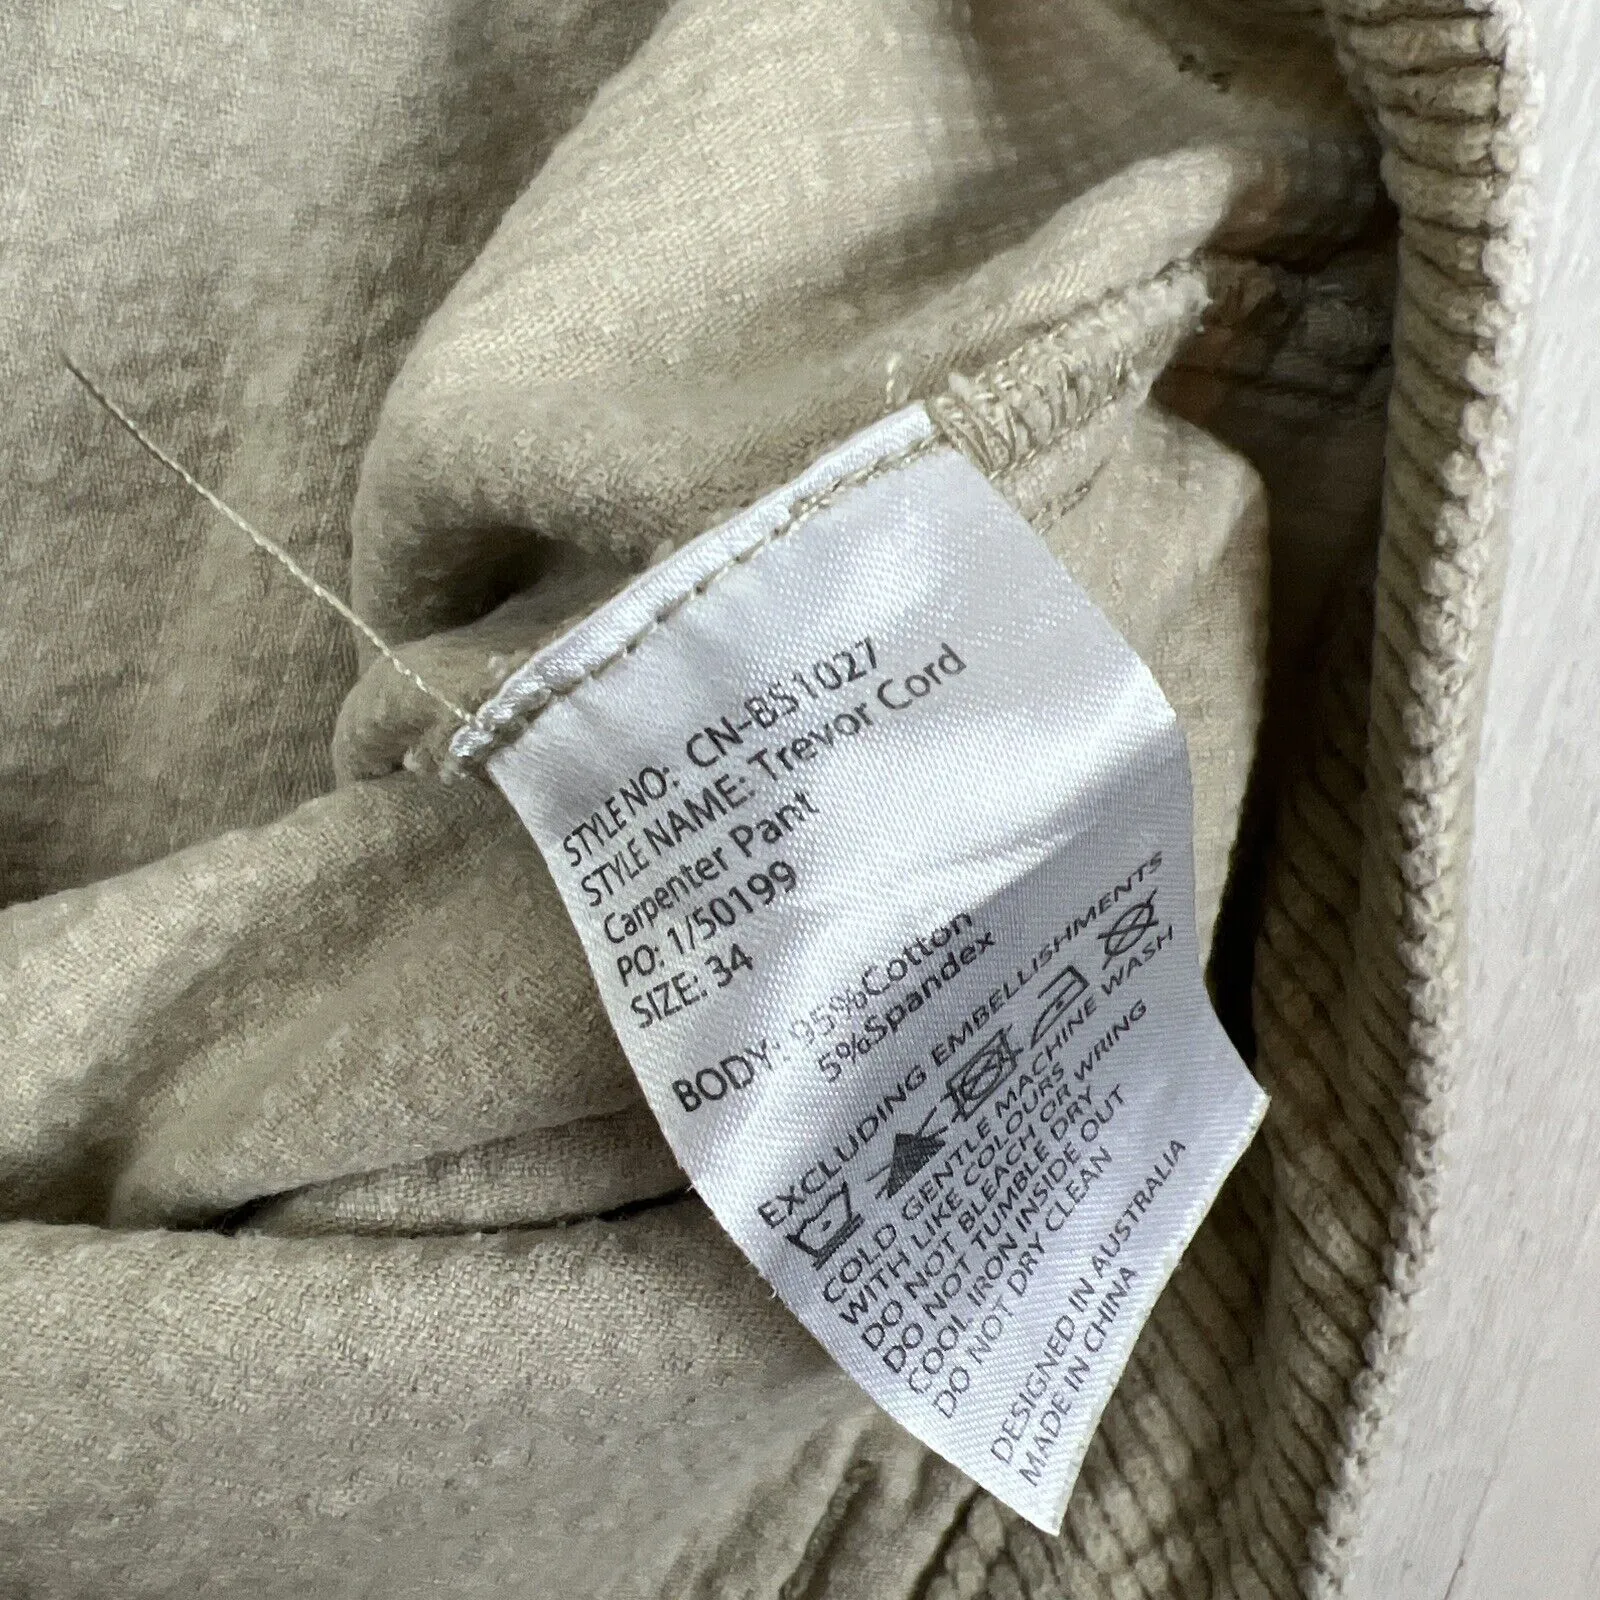 STYLE NO: CN-BS1027
STYLE NAME: Trevor Cord
Carpenter Pant
PO: 1/50199
SIZE: 34
BODY: 95%Cotton
5%Spandex
EXCLUDING EMBELLISHMENTS
COLD GENTLE MACHINE WASH
WITH LIKE COLOURS
DO NOT BLEACH OR WRING
DO NOT TUMBLE DRY
COOL IRON INSIDE OUT
DO NOT DRY CLEAN
DESIGNED IN AUSTRALIA
MADE IN CHINA